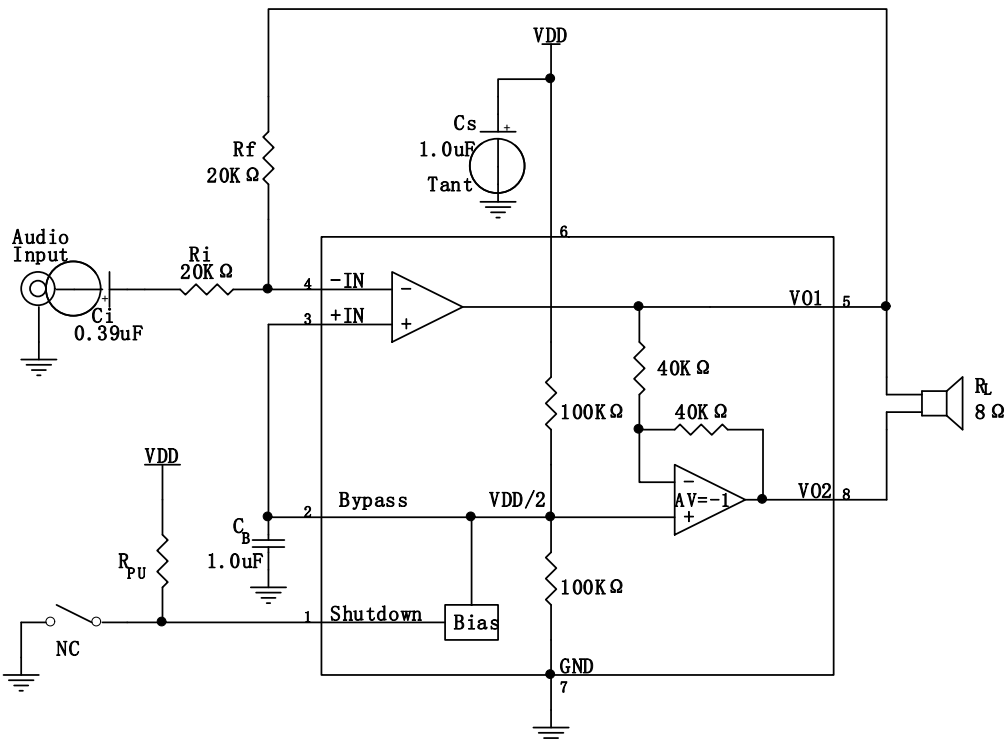 VDD
Cs
+
1.0uF
Tant
Rf
20KΩ
6
Audio
Input
Ri
20KΩ
4
-IN
−
+
Ci
0.39uF
3
+IN
+
VO1
5
40KΩ
40KΩ
100KΩ
RL
8Ω
VDD
−
AV=-1
+
VO2
8
2
Bypass
VDD/2
CB
1.0uF
RPU
100KΩ
1
Shutdown
Bias
NC
GND
7